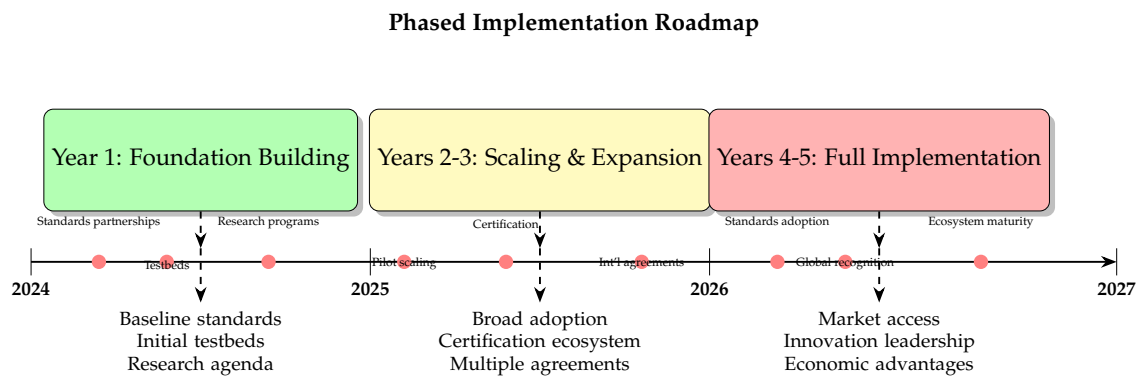 Phased Implementation Roadmap
Year 1: Foundation Building
Years 2-3: Scaling & Expansion
Years 4-5: Full Implementation
Standards partnerships
Research programs
Certification
Standards adoption
Ecosystem maturity
Testbeds
Pilot scaling
Int'l agreements
Global recognition
2024
2025
2026
2027
Baseline standards
Initial testbeds
Research agenda
Broad adoption
Certification ecosystem
Multiple agreements
Market access
Innovation leadership
Economic advantages